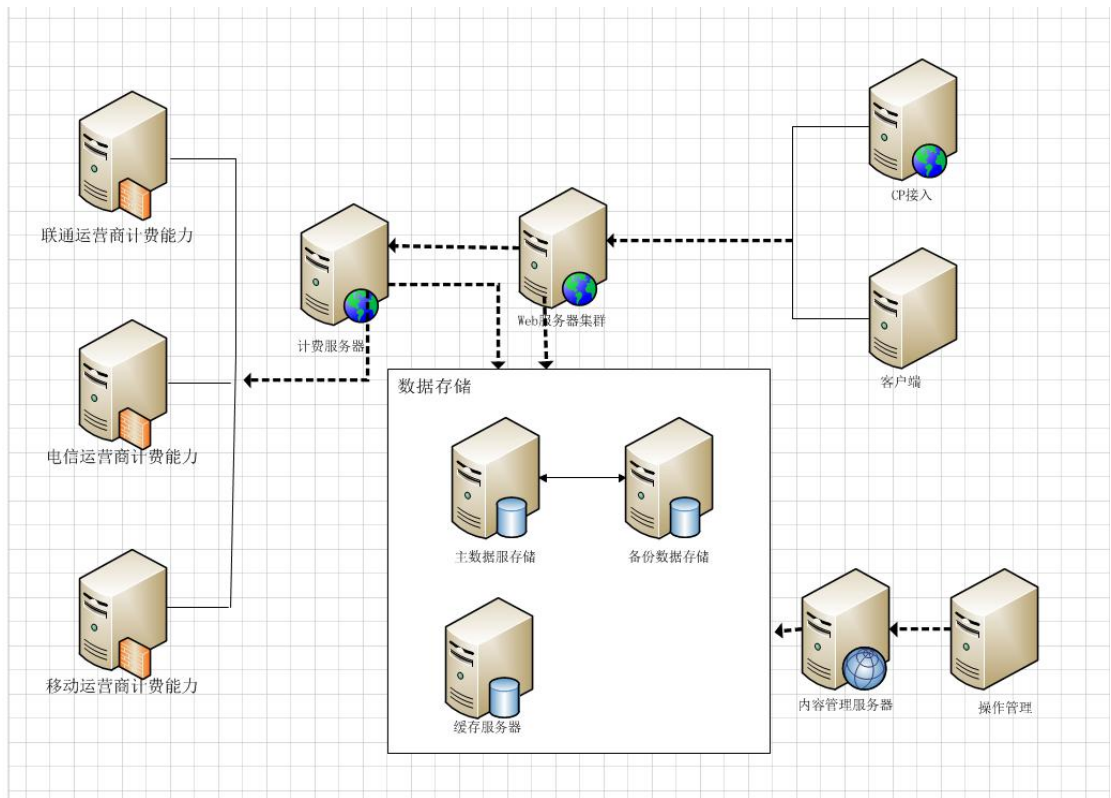 CP接入
联通运营商计费能力
Web服务器集群
计费服务器
客户端
数据存储
电信运营商计费能力
主数据服存储
备份数据存储
移动运营商计费能力
内容管理服务器
操作管理
缓存服务器